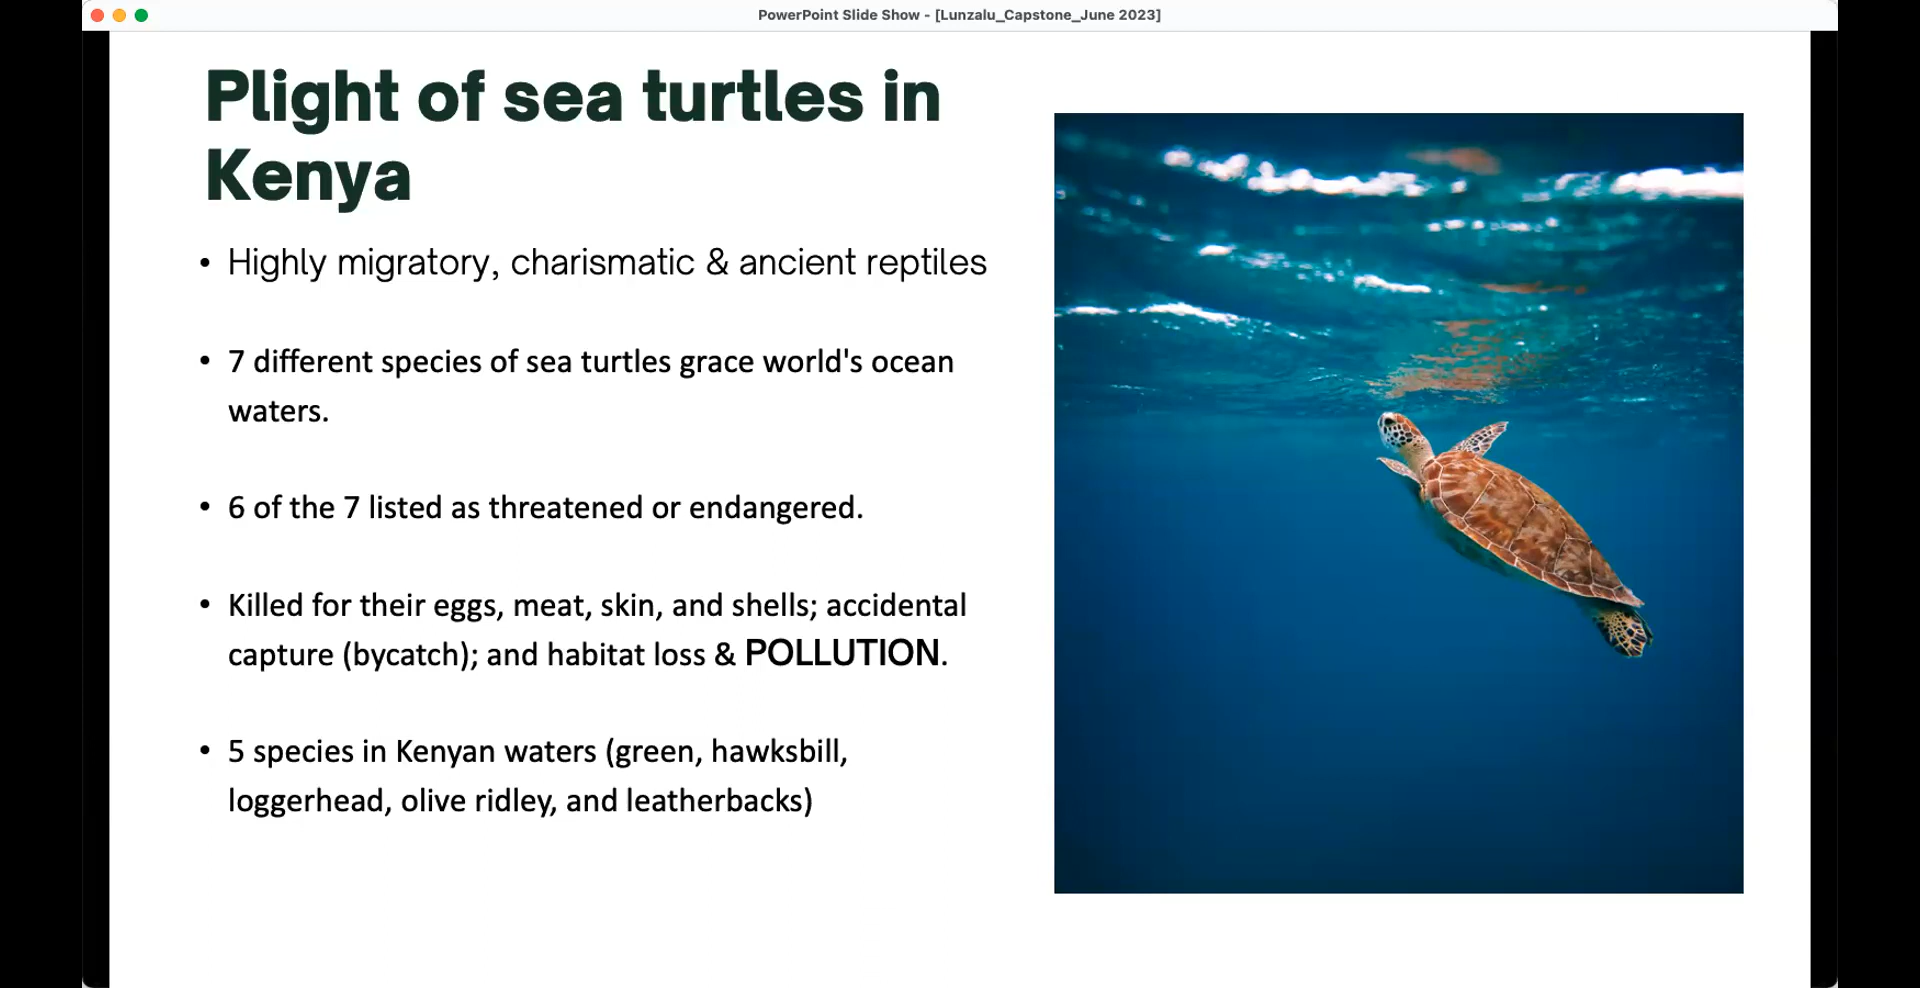 PowerPoint Slide Show - [Lunzalu_Capstone_June 2023]
Plight of sea turtles in
Kenya
• Highly migratory, charismatic & ancient reptiles
• 7 different species of sea turtles grace world's ocean
waters.
• 6 of the 7 listed as threatened or endangered.
• Killed for their eggs, meat, skin, and shells; accidental
capture (bycatch); and habitat loss & POLLUTION.
• 5 species in Kenyan waters (green, hawksbill,
loggerhead, olive ridley, and leatherbacks)